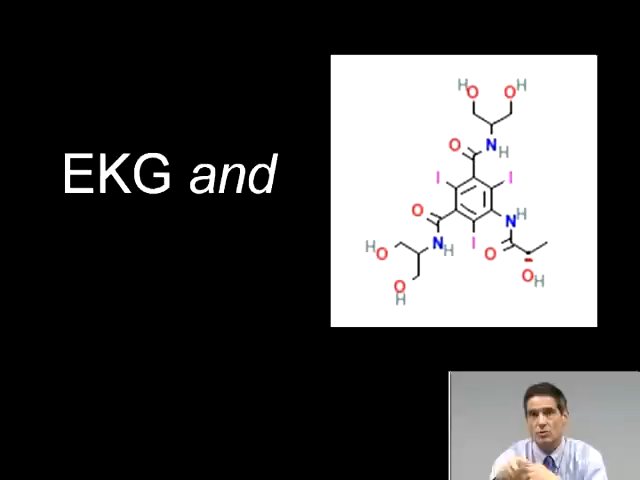 EKG and
H O O H
O N H
I I
O N H
H O N H I O
O H O H